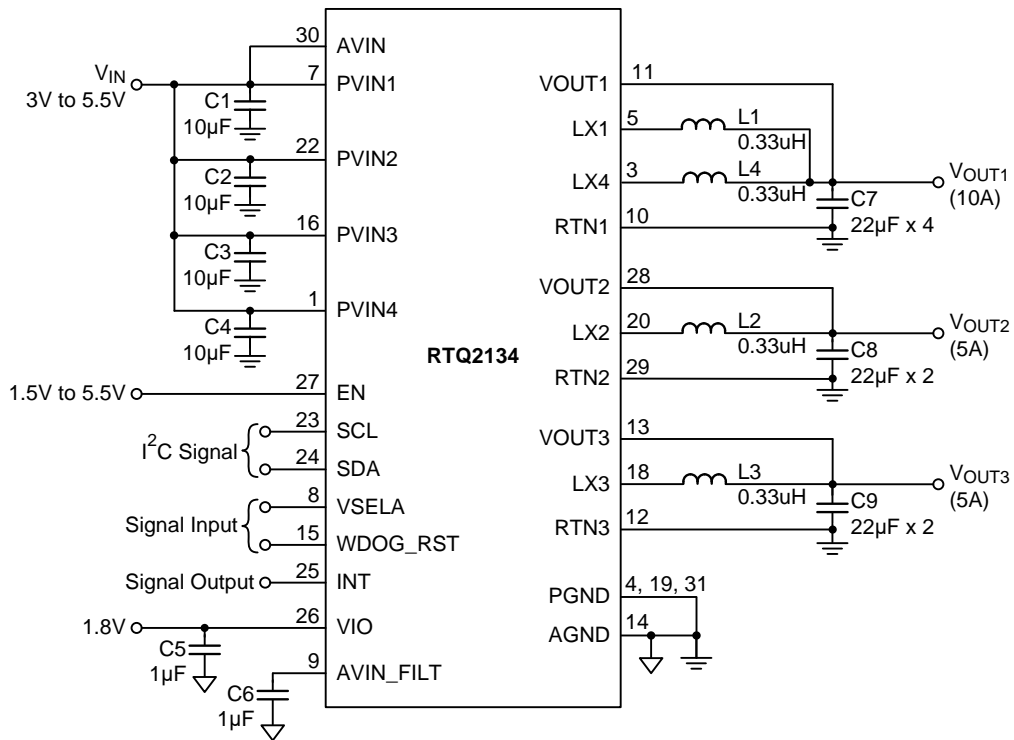 30 AVIN
VIN
3V to 5.5V
7 PVIN1
C1
10µF
22 PVIN2
C2
10µF
16 PVIN3
C3
10µF
1 PVIN4
C4
10µF
1.5V to 5.5V
27 EN
I2C Signal
23 SCL
24 SDA
Signal Input
8 VSELA
15 WDOG_RST
Signal Output
25 INT
1.8V
26 VIO
C5
1µF
9 AVIN_FILT
C6
1µF
RTQ2134
VOUT1 11
LX1 5
L1
0.33uH
LX4 3
L4
0.33uH
VOUT1
(10A)
C7
22µF x 4
RTN1 10
VOUT2 28
LX2 20
L2
0.33uH
VOUT2
(5A)
C8
22µF x 2
RTN2 29
VOUT3 13
LX3 18
L3
0.33uH
VOUT3
(5A)
C9
22µF x 2
RTN3 12
PGND 4, 19, 31
AGND 14